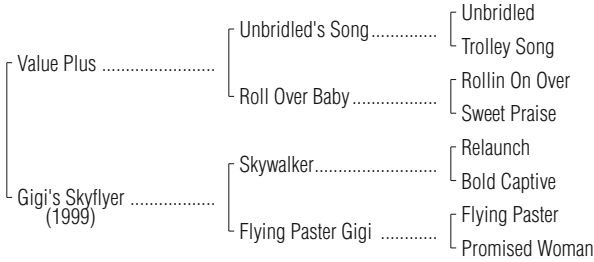 Unbridled
Unbridled's Song..............
Trolley Song
Value Plus .......................
Rollin On Over
Roll Over Baby.................
Sweet Praise
Relaunch
Skywalker.........................
Bold Captive
Gigi's Skyflyer .................
(1999)
Flying Paster
Flying Paster Gigi ...........
Promised Woman